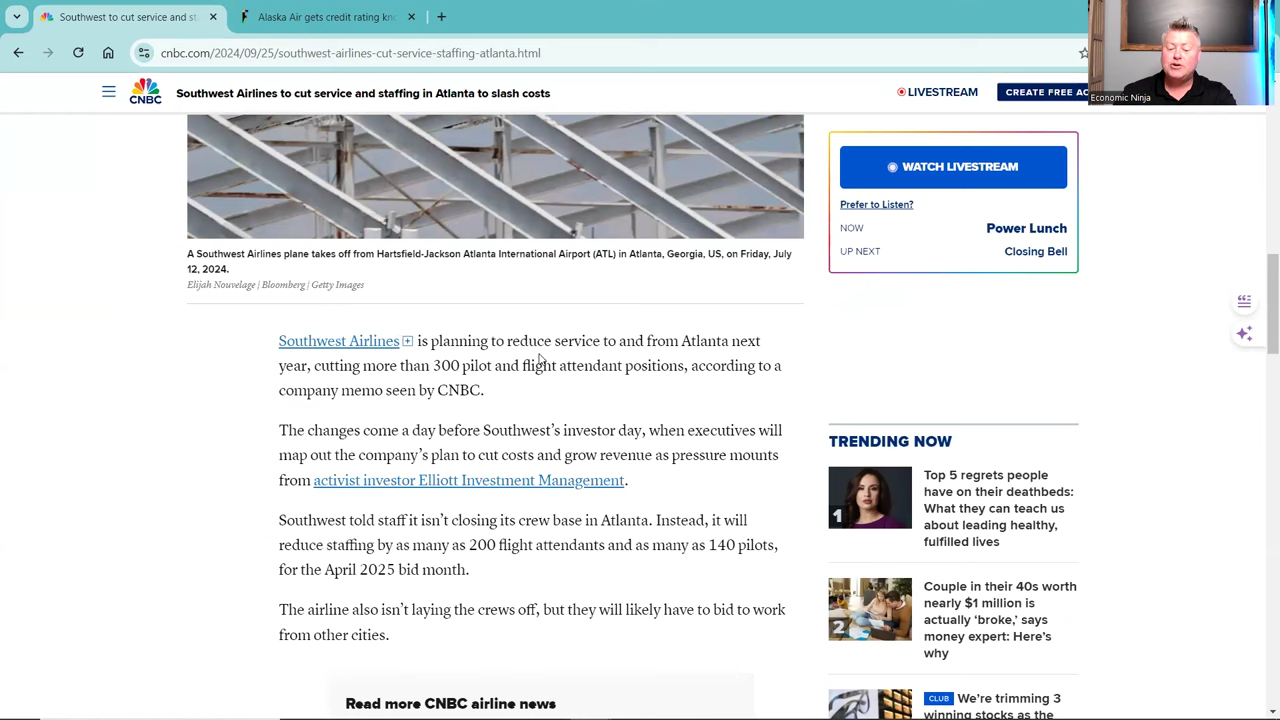 Southwest to cut service and st
Alaska Air gets credit rating kno
cnbc.com/2024/09/25/southwest-airlines-cut-service-staffing-atlanta.html
CNBC
Southwest Airlines to cut service and staffing in Atlanta to slash costs
LIVESTREAM
CREATE FREE AC
Economic Ninja
A Southwest Airlines plane takes off from Hartsfield-Jackson Atlanta International Airport (ATL) in Atlanta, Georgia, US, on Friday, July
12, 2024.
Elijah Nouvelage | Bloomberg | Getty Images
Southwest Airlines is planning to reduce service to and from Atlanta next
year, cutting more than 300 pilot and flight attendant positions, according to a
company memo seen by CNBC.
The changes come a day before Southwest’s investor day, when executives will
map out the company’s plan to cut costs and grow revenue as pressure mounts
from activist investor Elliott Investment Management.
Southwest told staff it isn’t closing its crew base in Atlanta. Instead, it will
reduce staffing by as many as 200 flight attendants and as many as 140 pilots,
for the April 2025 bid month.
The airline also isn’t laying the crews off, but they will likely have to bid to work
from other cities.
Read more CNBC airline news
WATCH LIVESTREAM
Prefer to Listen?
NOW
Power Lunch
UP NEXT
Closing Bell
TRENDING NOW
1
Top 5 regrets people
have on their deathbeds:
What they can teach us
about leading healthy,
fulfilled lives
2
Couple in their 40s worth
nearly $1 million is
actually ‘broke,’ says
money expert: Here’s
why
CLUB We’re trimming 3
winning stocks as the